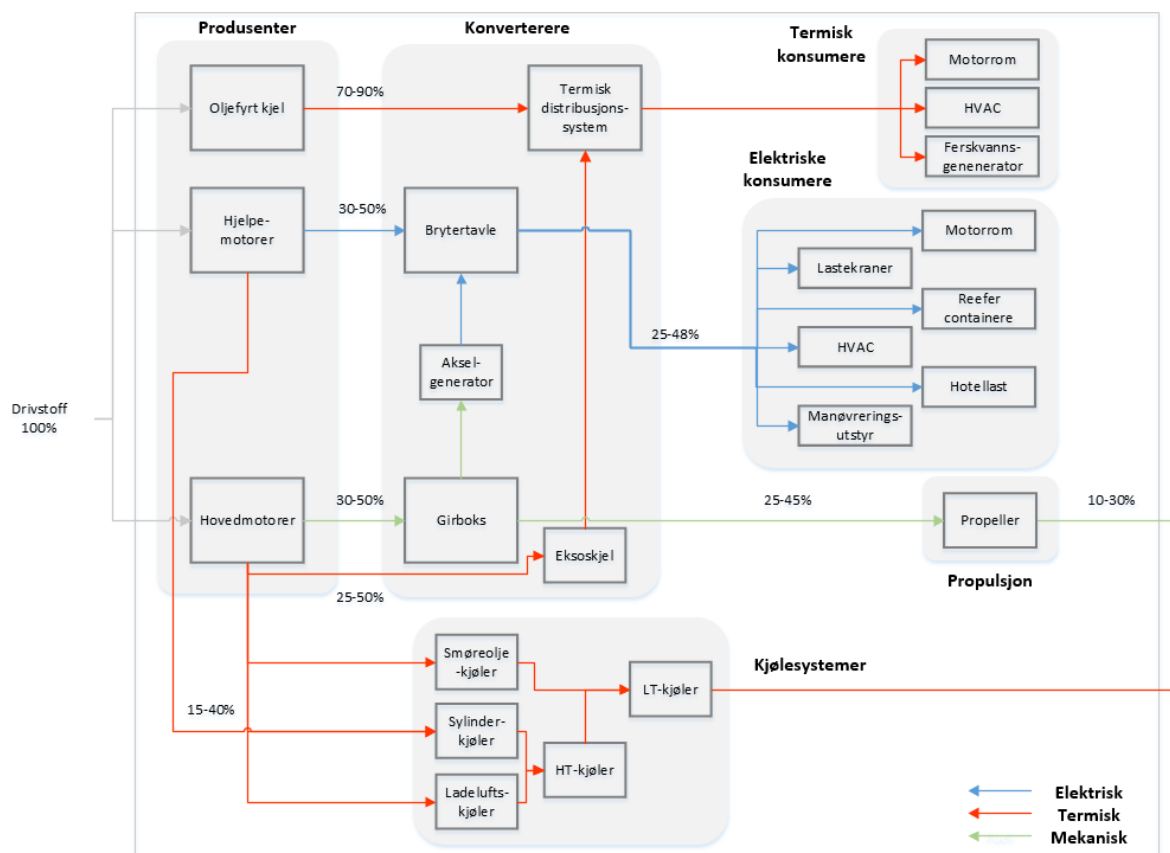 Produsenter
Konverterere
Termisk
konsumere
Oljefyrt kjel
70-90%
Termisk
distribusjons-
system
Motorrom
HVAC
Ferskvanns-
genenerator
Elektriske
konsumere
Hjelpe-
motorer
30-50%
Brytertavle
Motorrom
Lastekraner
Reefer
containere
25-48%
HVAC
Aksel-
generator
Hotellast
Manøvrerings-
utstyr
Drivstoff
100%
Hovedmotorer
30-50%
Girboks
25-45%
Propeller
10-30%
Eksoskjel
Propulsjon
25-50%
Smøreolje
-kjøler
Kjølesystemer
LT-kjøler
15-40%
Sylinder-
kjøler
HT-kjøler
Ladelufts-
kjøler
Elektrisk
Termisk
Mekanisk